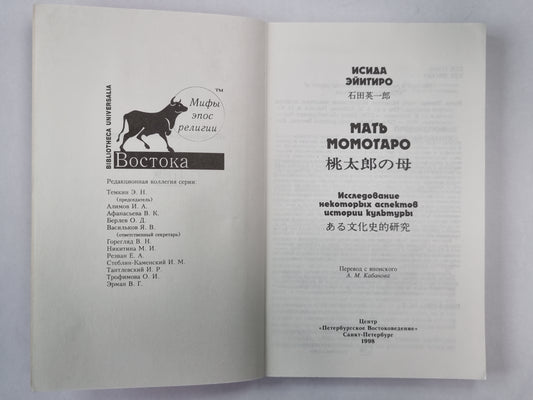 BIBLIOTHECA UNIVERSALIA
Мифы
эпос
религии
™
Востока
Редакционная коллегия серии:
Темкин Э. Н.
(председатель)
Алимов И. А.
Афанасьева В. К.
Берлев О. Д.
Васильков Я. В.
(ответственный секретарь)
Горегляд В. Н.
Никитина М. И.
Резван Е. А.
Стеблин-Каменский И. М.
Тантлевский И. Р.
Трофимова О. И.
Эрман В. Г.
ИСИДА
ЭЙИТИРО
石田英一郎
МАТЬ
МОМОТАРО
桃太郎の母
Исследование
некоторых аспектов
истории культуры
ある文化史的研究
Перевод с японского
А. М. Кабанова
Центр
«Петербургское Востоковедение»
Санкт-Петербург
1998